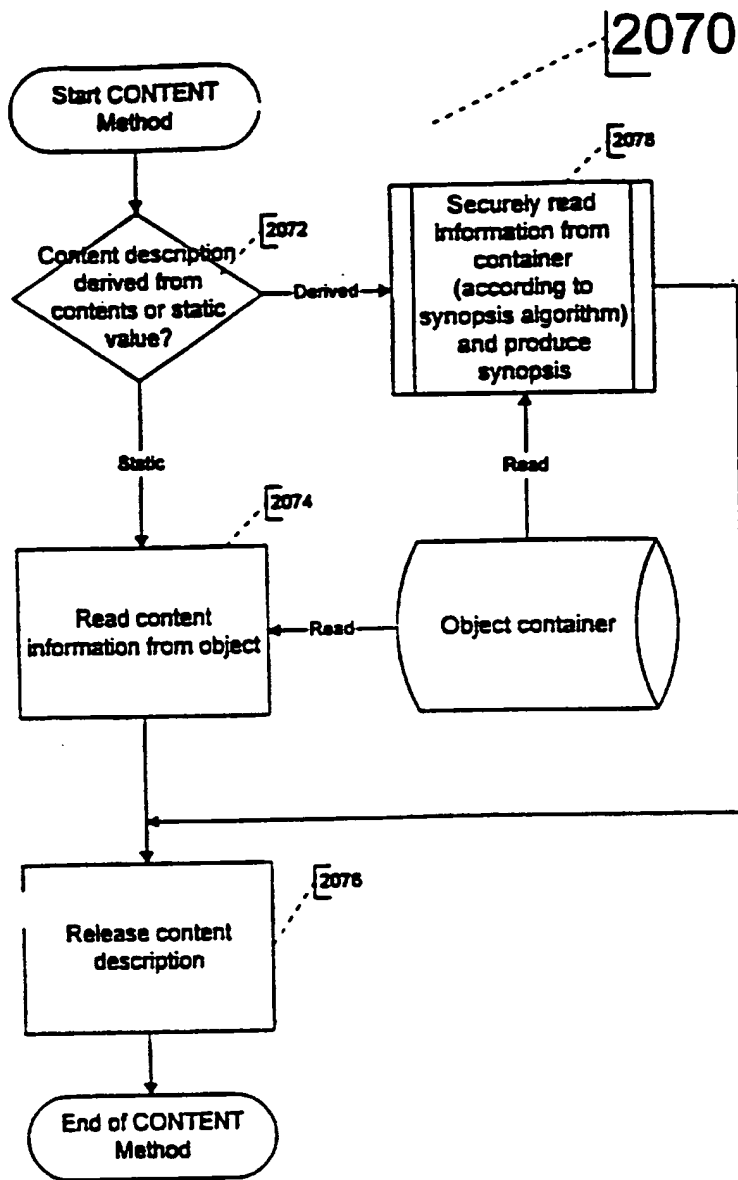 2070
Start CONTENT
Method
2078
2072
Content description
derived from
contents or static
value?
Derived
Securely read
information from
container
(according to
synopsis algorithm)
and produce
synopsis
Static
Read
2074
Read content
information from object
Read
Object container
2076
Release content
description
End of CONTENT
Method